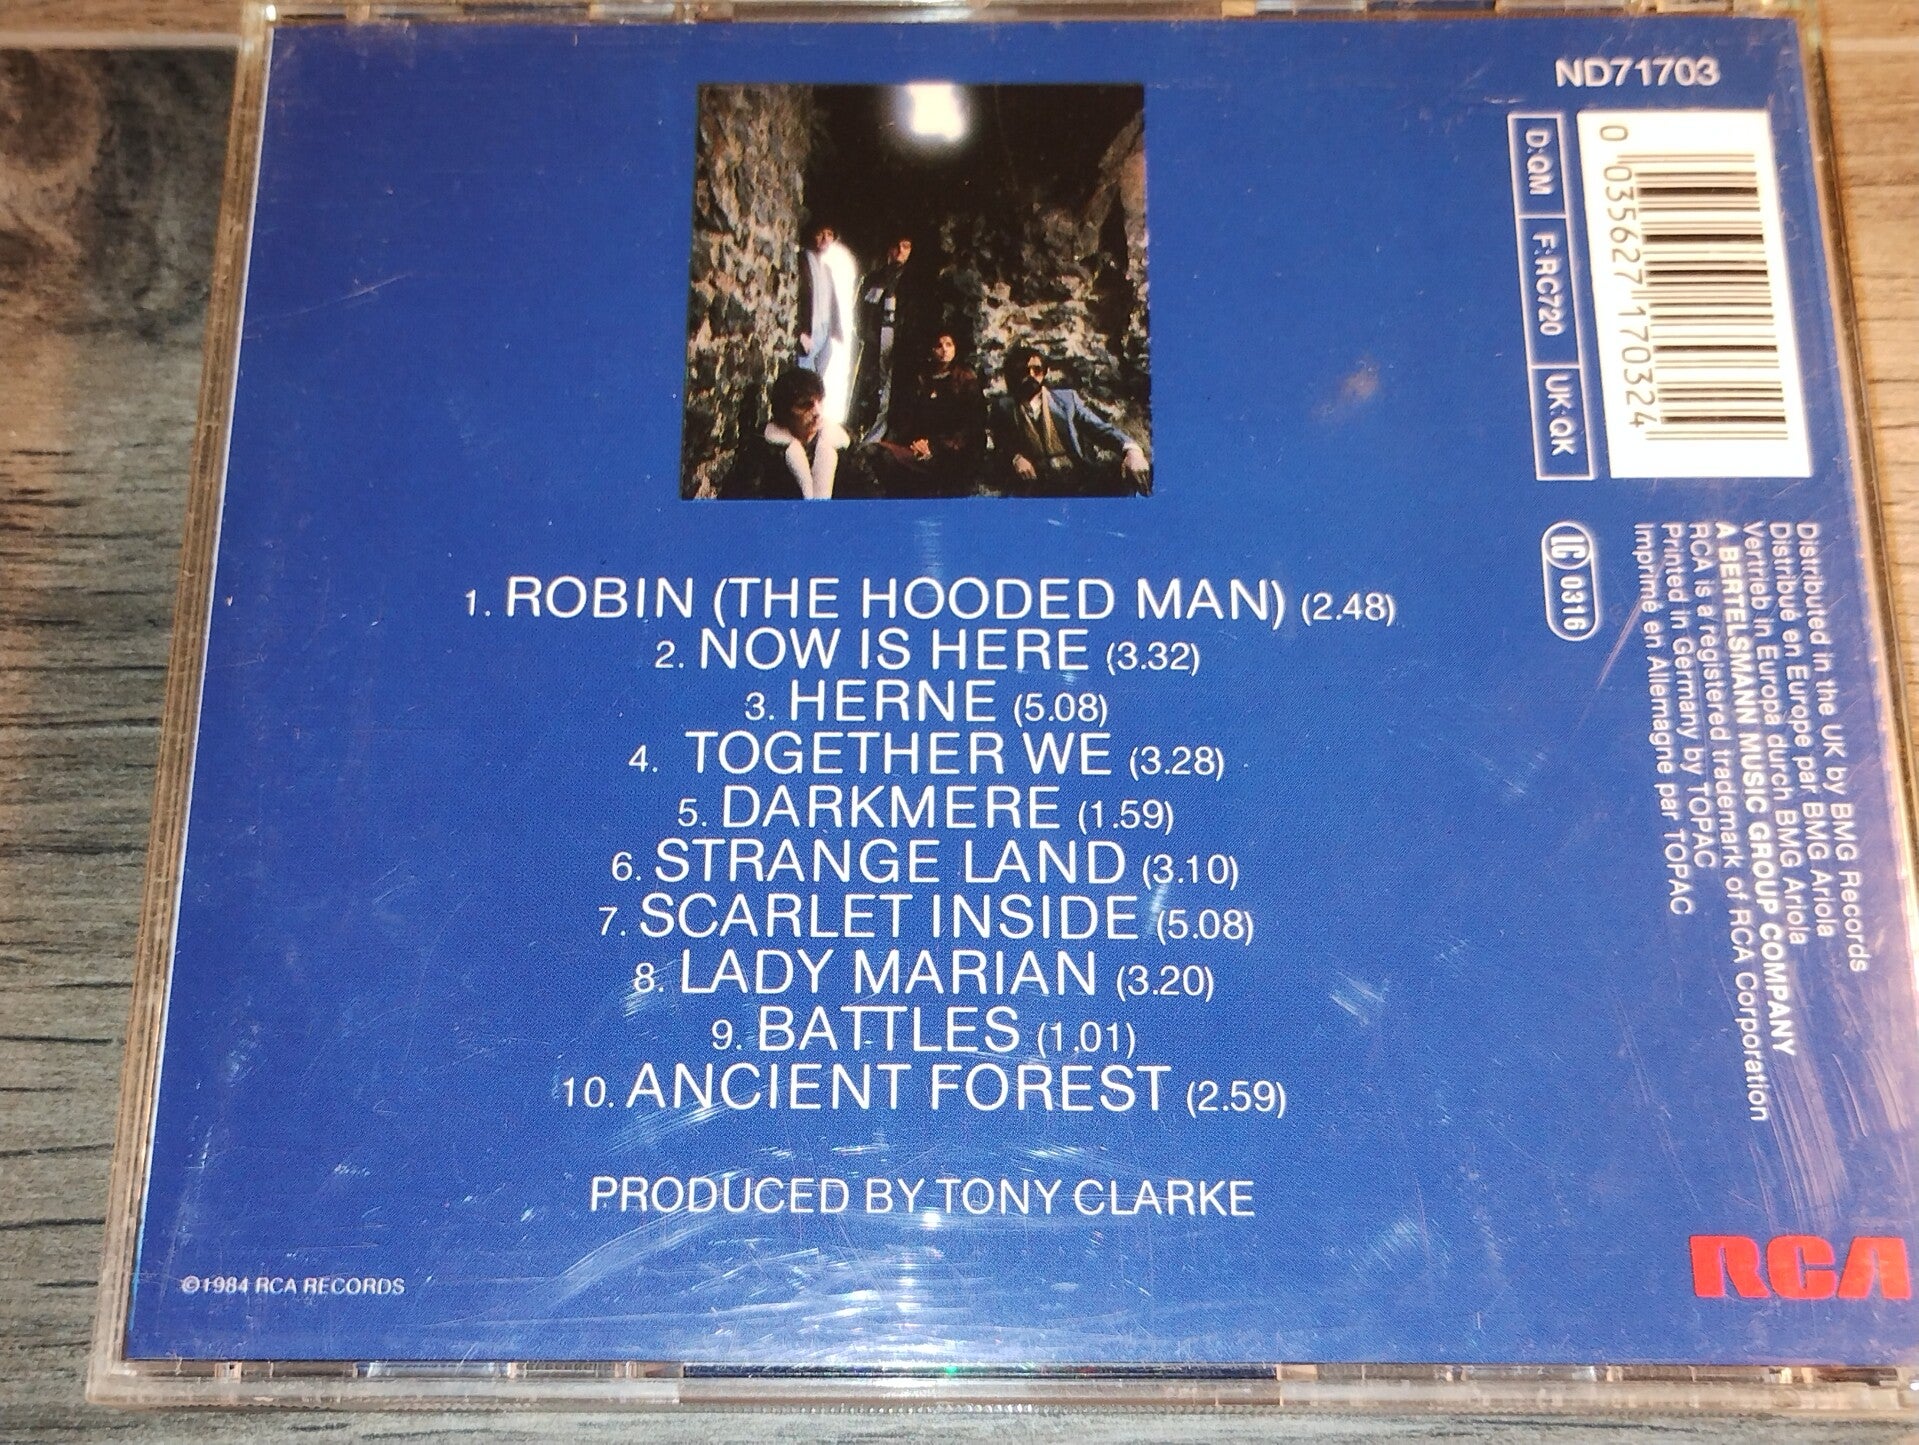 ND71703
D:QM
F:RC720
UK:QK
0 035627 170324
LC 0316
Distributed in the UK by BMG Records
Distribué en Europe par BMG Ariola
Vertrieb in Europa durch BMG Ariola
A BERTELSMANN MUSIC GROUP COMPANY
RCA is a registered trademark of RCA Corporation
Printed in Germany by TOPAC
Imprimé en Allemagne par TOPAC
1. ROBIN (THE HOODED MAN) (2.48)
2. NOW IS HERE (3.32)
3. HERNE (5.08)
4. TOGETHER WE (3.28)
5. DARKMERE (1.59)
6. STRANGE LAND (3.10)
7. SCARLET INSIDE (5.08)
8. LADY MARIAN (3.20)
9. BATTLES (1.01)
10. ANCIENT FOREST (2.59)
PRODUCED BY TONY CLARKE
©1984 RCA RECORDS
RCA